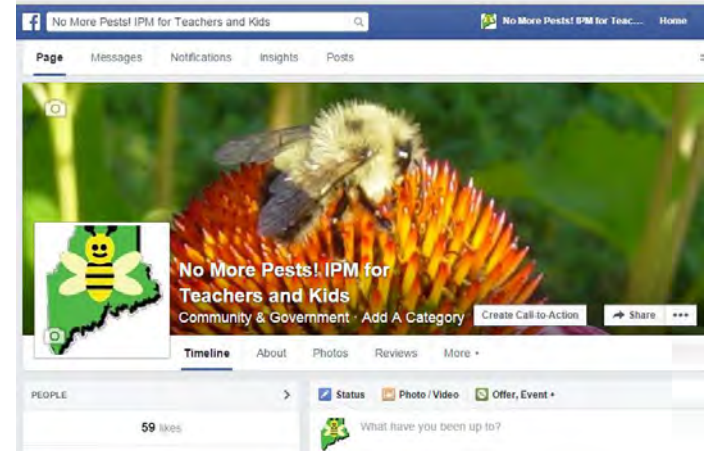 f No More Pests! IPM for Teachers and Kids
No More Pests! IPM for Teac.... Home
Page Messages Notifications Insights Posts
No More Pests! IPM for
Teachers and Kids
Community & Government · Add A Category Create Call-to-Action Share •••
Timeline About Photos Reviews More
PEOPLE > Status Photo / Video Offer, Event +
59 likes What have you been up to?